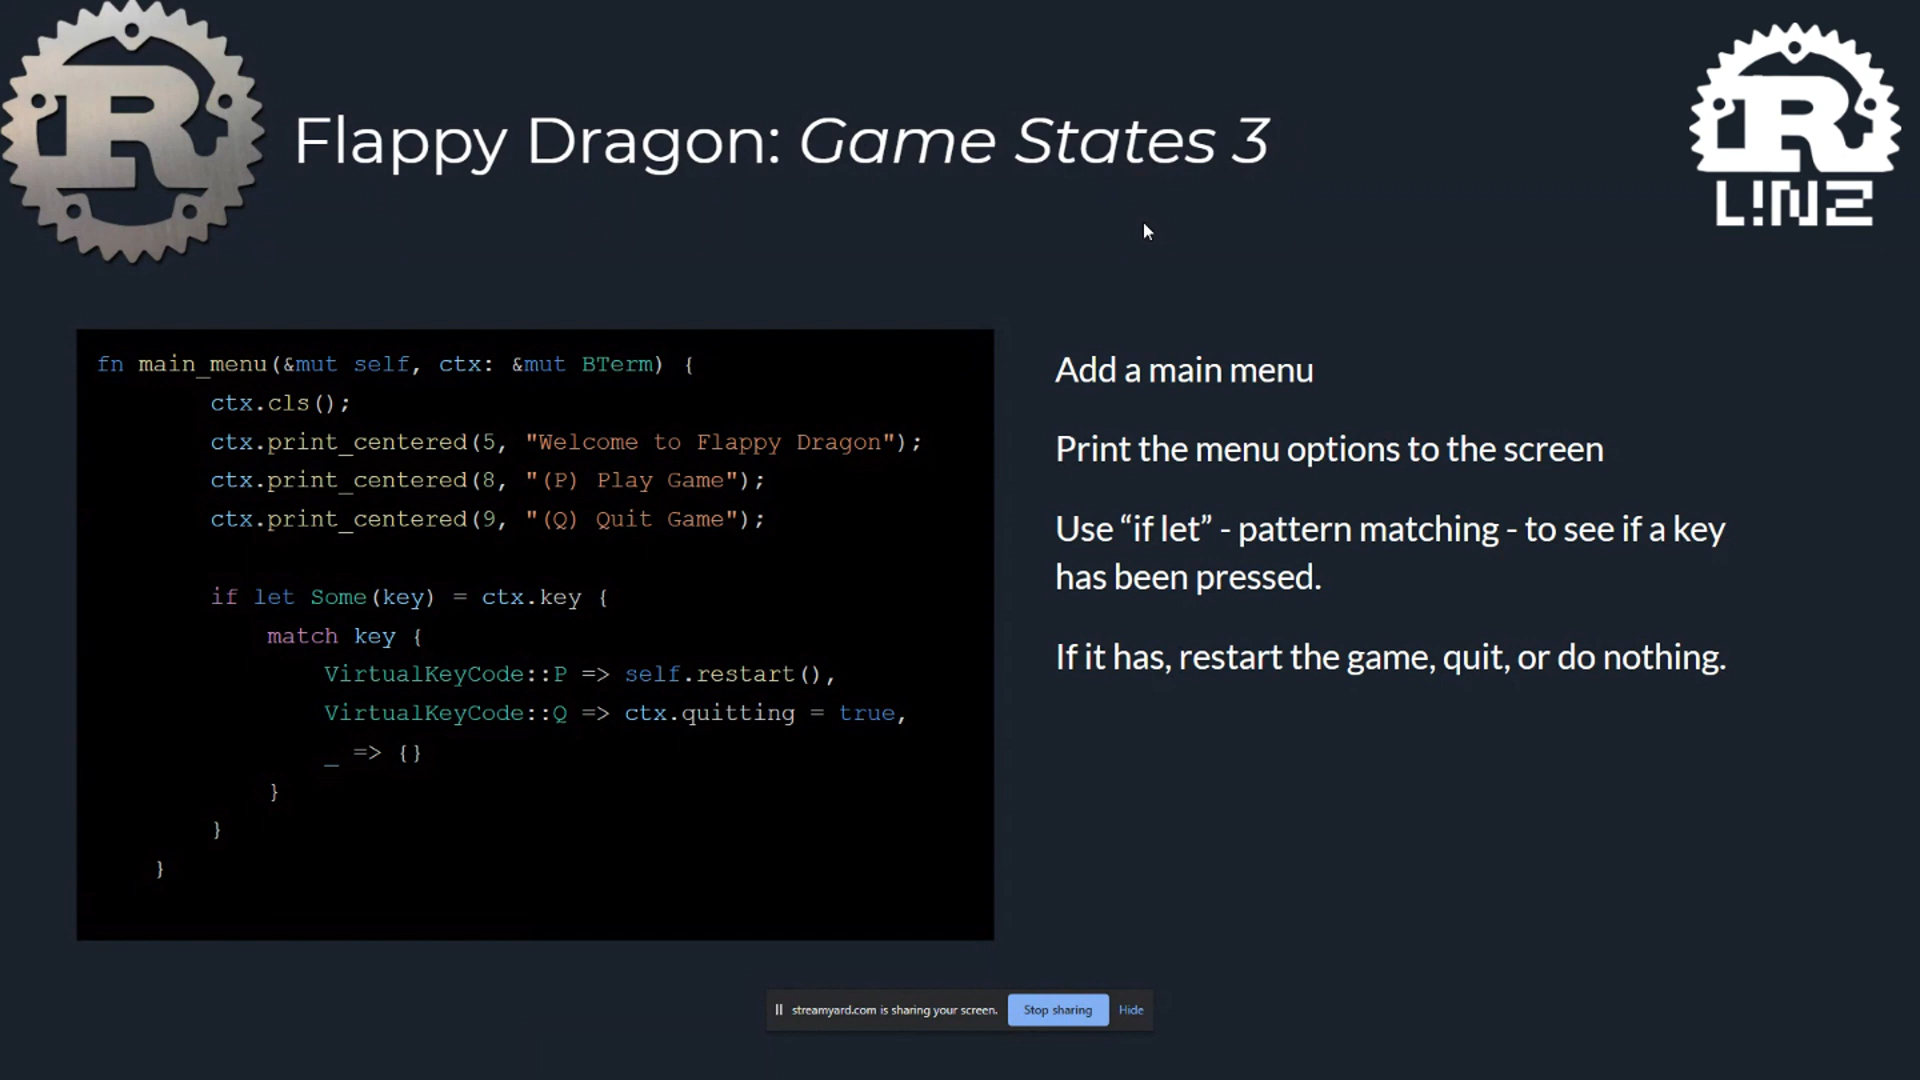 R
Flappy Dragon: Game States 3
R
L!NZ
fn main_menu(&mut self, ctx: &mut BTerm) {
ctx.cls();
ctx.print_centered(5, "Welcome to Flappy Dragon");
ctx.print_centered(8, "(P) Play Game");
ctx.print_centered(9, "(Q) Quit Game");
if let Some(key) = ctx.key {
match key {
VirtualKeyCode::P => self.restart(),
VirtualKeyCode::Q => ctx.quitting = true,
_ => {}
}
}
}
Add a main menu
Print the menu options to the screen
Use “if let” - pattern matching - to see if a key
has been pressed.
If it has, restart the game, quit, or do nothing.
streamyard.com is sharing your screen. Stop sharing Hide